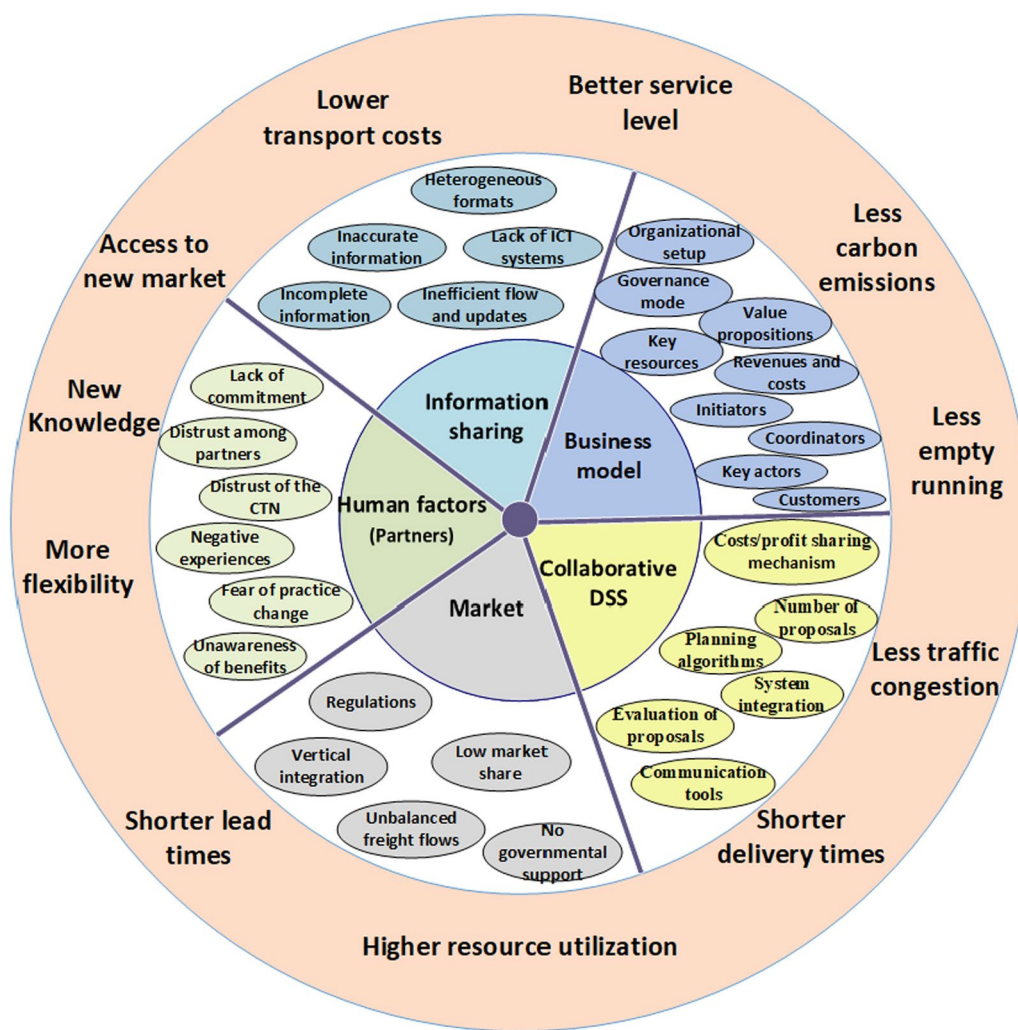 Lower
transport costs
Better service
level
Less
carbon
emissions
Less
empty
running
Less traffic
congestion
Shorter
delivery times
Higher resource utilization
Shorter lead
times
More
flexibility
New
Knowledge
Access to
new market
Heterogeneous
formats
Inaccurate
information
Lack of ICT
systems
Incomplete
information
Inefficient flow
and updates
Information
sharing
Organizational
setup
Governance
mode
Value
propositions
Key
resources
Revenues and
costs
Initiators
Coordinators
Key actors
Customers
Business
model
Costs/profit sharing
mechanism
Number of
proposals
Planning
algorithms
System
integration
Evaluation of
proposals
Communication
tools
Collaborative
DSS
Regulations
Vertical
integration
Low market
share
Unbalanced
freight flows
No
governmental
support
Market
Lack of
commitment
Distrust among
partners
Distrust of the
CTN
Negative
experiences
Fear of practice
change
Unawareness
of benefits
Human factors
(Partners)